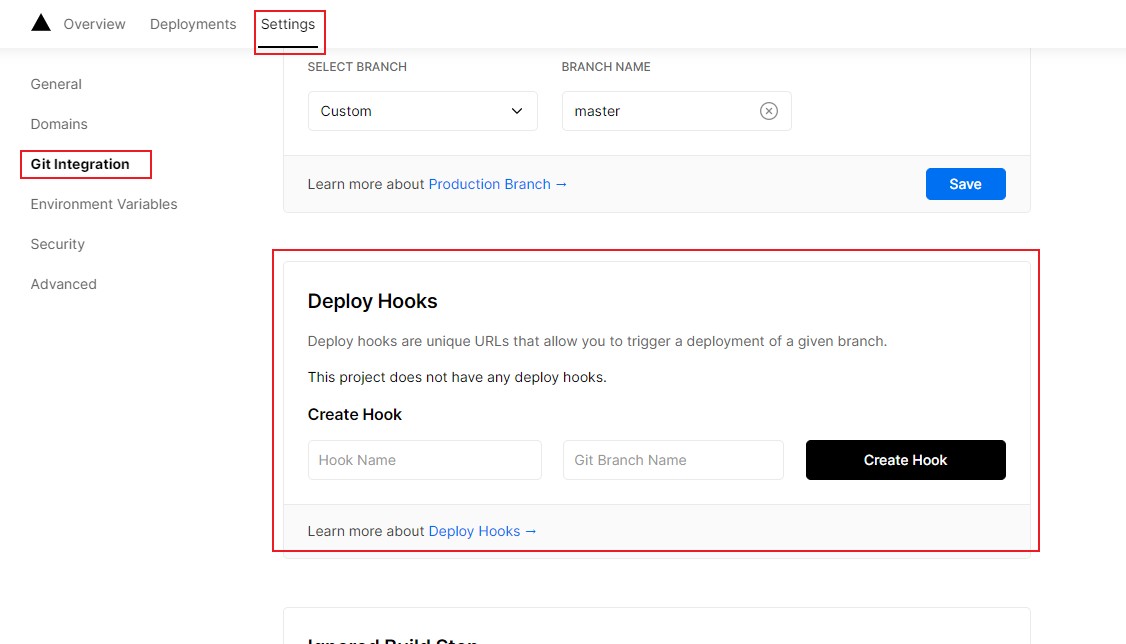 Overview Deployments Settings
General
Domains
Git Integration
Environment Variables
Security
Advanced
SELECT BRANCH BRANCH NAME
Custom master
Learn more about Production Branch → Save
Deploy Hooks
Deploy hooks are unique URLs that allow you to trigger a deployment of a given branch.
This project does not have any deploy hooks.
Create Hook
Hook Name Git Branch Name Create Hook
Learn more about Deploy Hooks →
Ignored Build Step